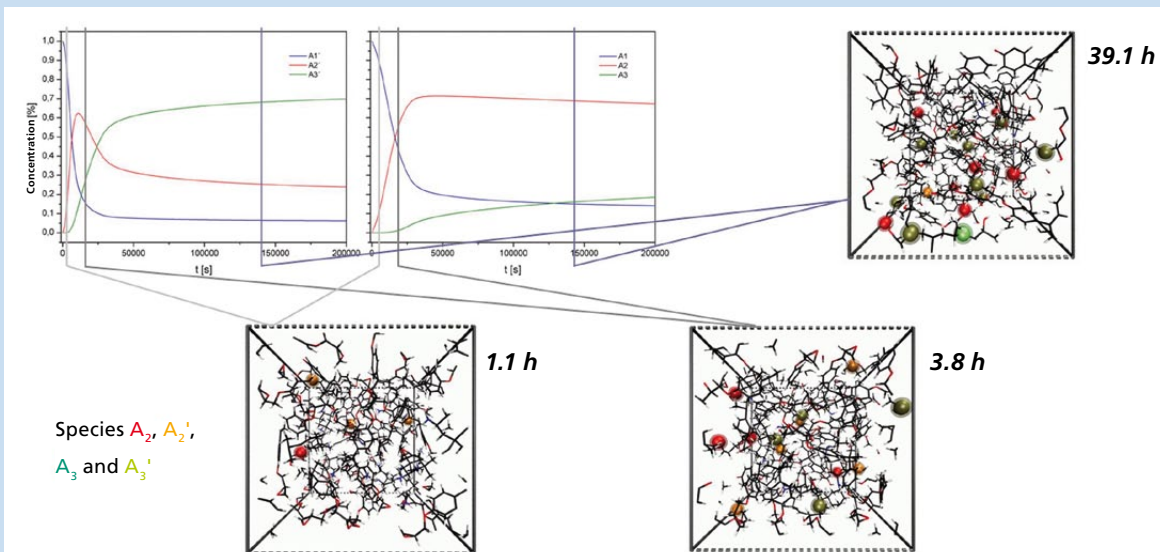 1,0
0,9
0,8
0,7
0,6
0,5
0,4
0,3
0,2
0,1
0,0
Concentration [%]
A1'
A2'
A3'
0 50000 100000 150000 200000
t [s]
A1
A2
A3
0 50000 100000 150000 200000
t [s]
39.1 h
1.1 h
3.8 h
Species A₂, A₂',
A₃ and A₃'